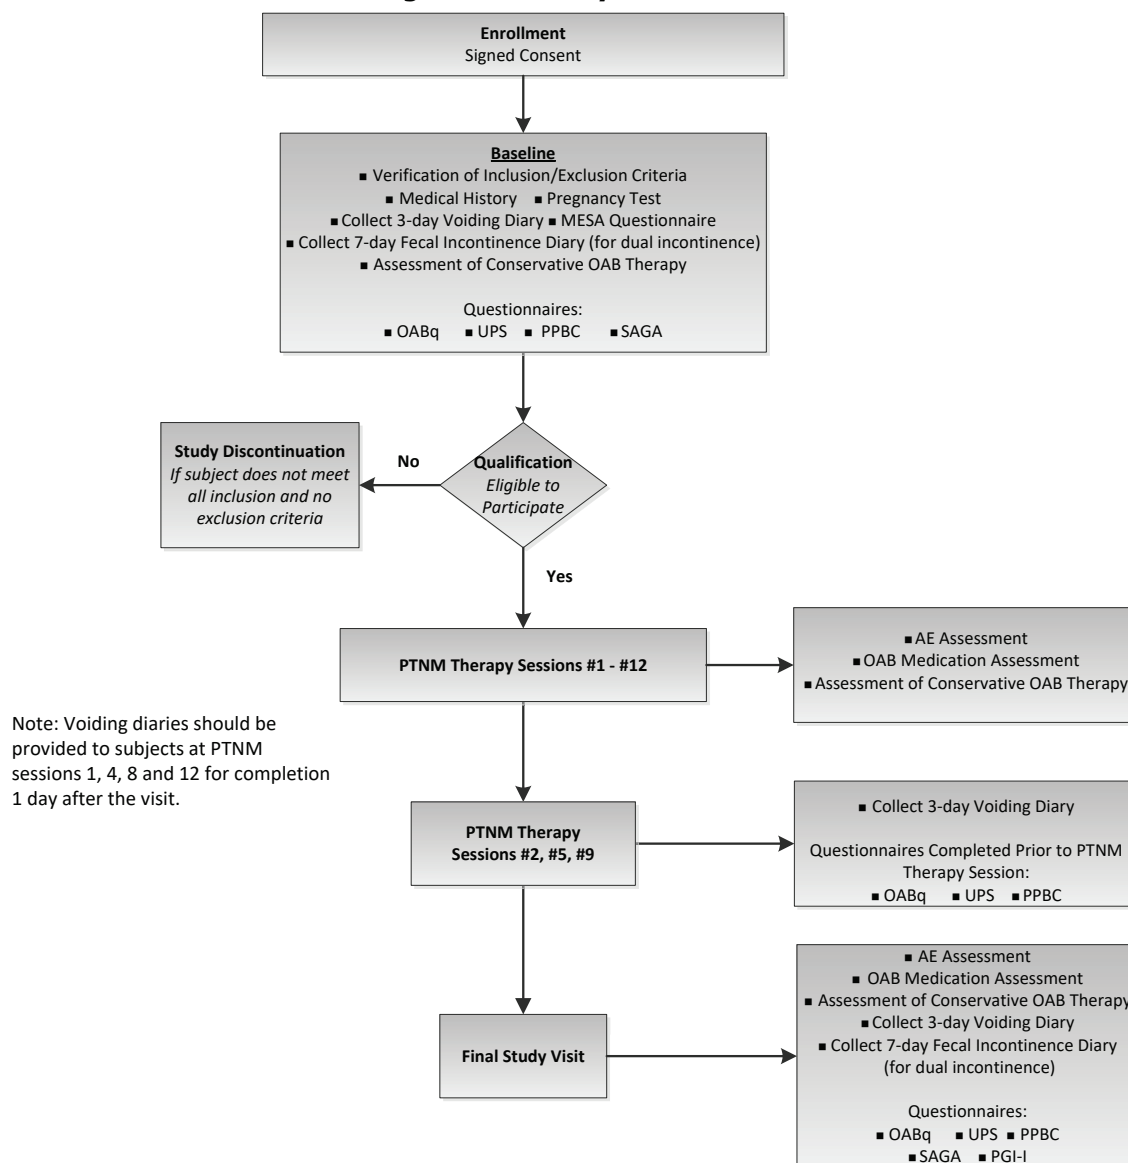 Enrollment
Signed Consent
Baseline
■ Verification of Inclusion/Exclusion Criteria
■ Medical History ■ Pregnancy Test
■ Collect 3-day Voiding Diary ■ MESA Questionnaire
■ Collect 7-day Fecal Incontinence Diary (for dual incontinence)
■ Assessment of Conservative OAB Therapy
Questionnaires:
■ OABq ■ UPS ■ PPBC ■ SAGA
Study Discontinuation
If subject does not meet
all inclusion and no
exclusion criteria
No
Qualification
Eligible to
Participate
Yes
PTNM Therapy Sessions #1 - #12
■ AE Assessment
■ OAB Medication Assessment
■ Assessment of Conservative OAB Therapy
Note: Voiding diaries should be
provided to subjects at PTNM
sessions 1, 4, 8 and 12 for completion
1 day after the visit.
PTNM Therapy
Sessions #2, #5, #9
■ Collect 3-day Voiding Diary
Questionnaires Completed Prior to PTNM
Therapy Session:
■ OABq ■ UPS ■ PPBC
Final Study Visit
■ AE Assessment
■ OAB Medication Assessment
■ Assessment of Conservative OAB Therapy
■ Collect 3-day Voiding Diary
■ Collect 7-day Fecal Incontinence Diary
(for dual incontinence)
Questionnaires:
■ OABq ■ UPS ■ PPBC
■ SAGA ■ PGI-I